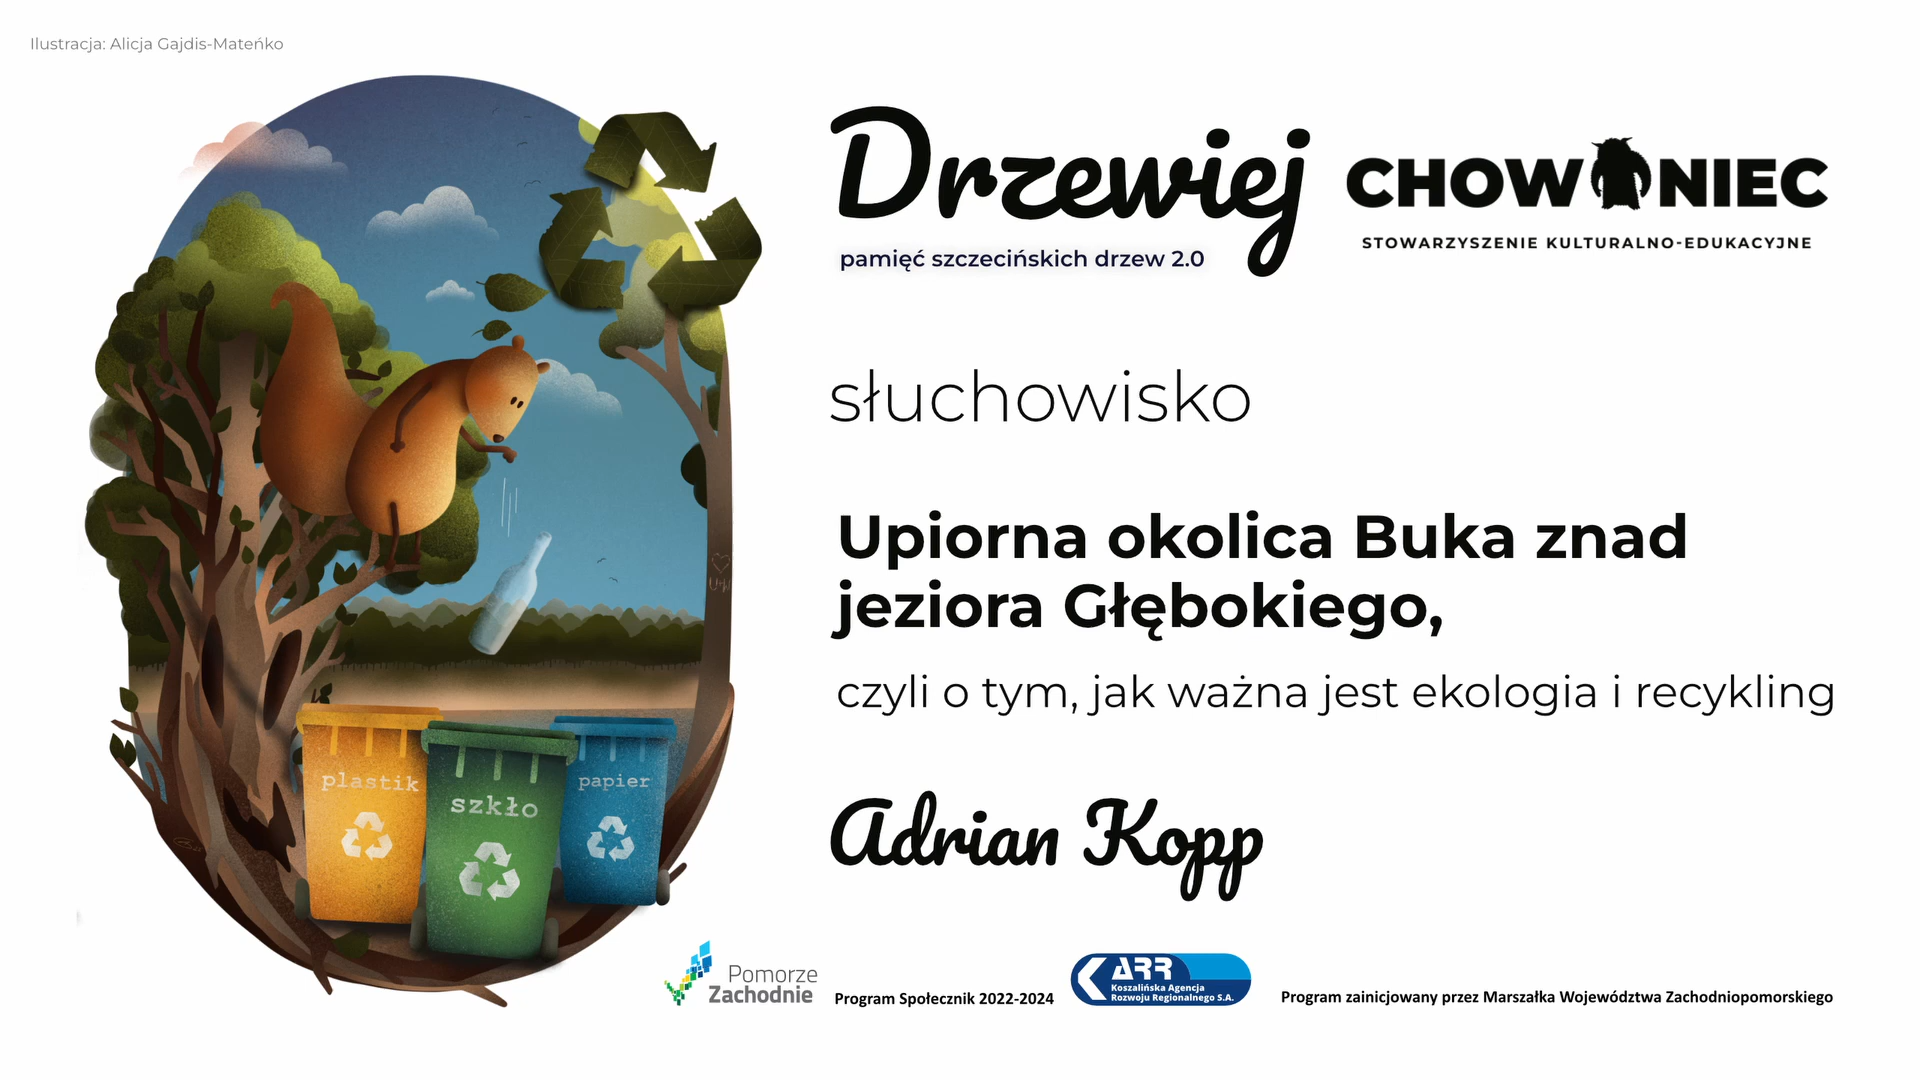 Ilustracja: Alicja Gajdis-Mateńko
Drzewiej
pamięć szczecińskich drzew 2.0
CHOWANIEC
STOWARZYSZENIE KULTURALNO-EDUKACYJNE
słuchowisko
Upiorna okolica Buka znad
jeziora Głębokiego,
czyli o tym, jak ważna jest ekologia i recykling
Adrian Kopp
plastik
szkło
papier
Pomorze
Zachodnie
Program Społecznik 2022-2024
KARR
Koszalińska Agencja
Rozwoju Regionalnego S.A.
Program zainicjowany przez Marszałka Województwa Zachodniopomorskiego